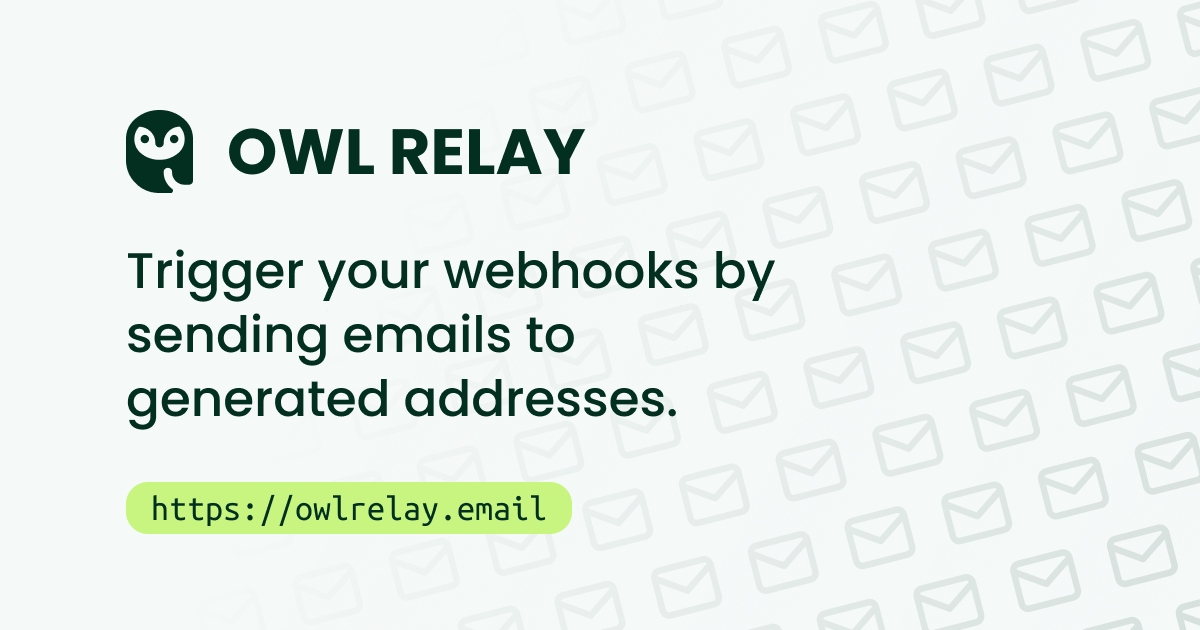 OWL RELAY
Trigger your webhooks by
sending emails to
generated addresses.
https://owlrelay.email